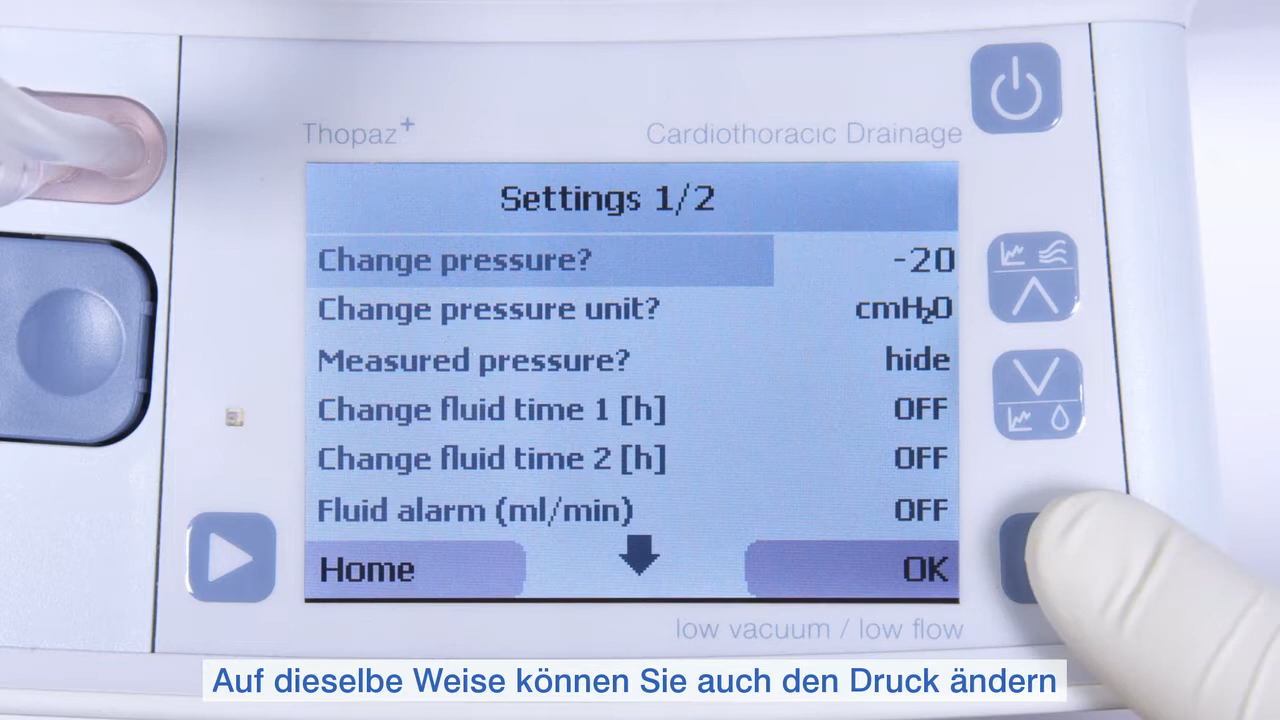 Thopaz+
Cardiothoracic Drainage
Settings 1/2
Change pressure? -20
Change pressure unit? cmH₂O
Measured pressure? hide
Change fluid time 1 [h] OFF
Change fluid time 2 [h] OFF
Fluid alarm (ml/min) OFF
Home OK
low vacuum / low flow
Auf dieselbe Weise können Sie auch den Druck ändern